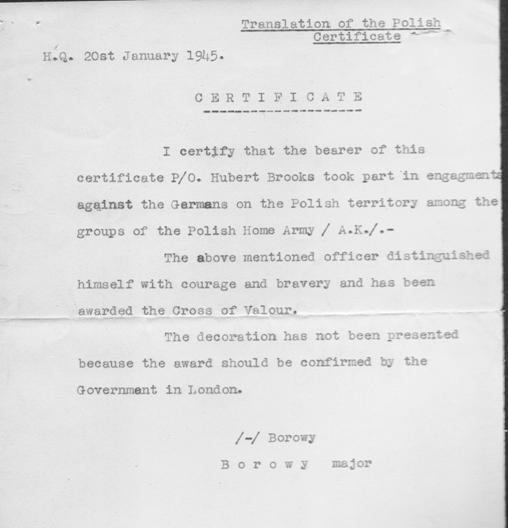 Translation of the Polish
Certificate
H.Q. 20st January 1945.
C E R T I F I C A T E
I certify that the bearer of this
certificate P/O. Hubert Brooks took part in engagments
against the Germans on the Polish territory among the
groups of the Polish Home Army / A.K./.-
The above mentioned officer distinguished
himself with courage and bravery and has been
awarded the Cross of Valour.
The decoration has not been presented
because the award should be confirmed by the
Government in London.
/-/ Borowy
B o r o w y major